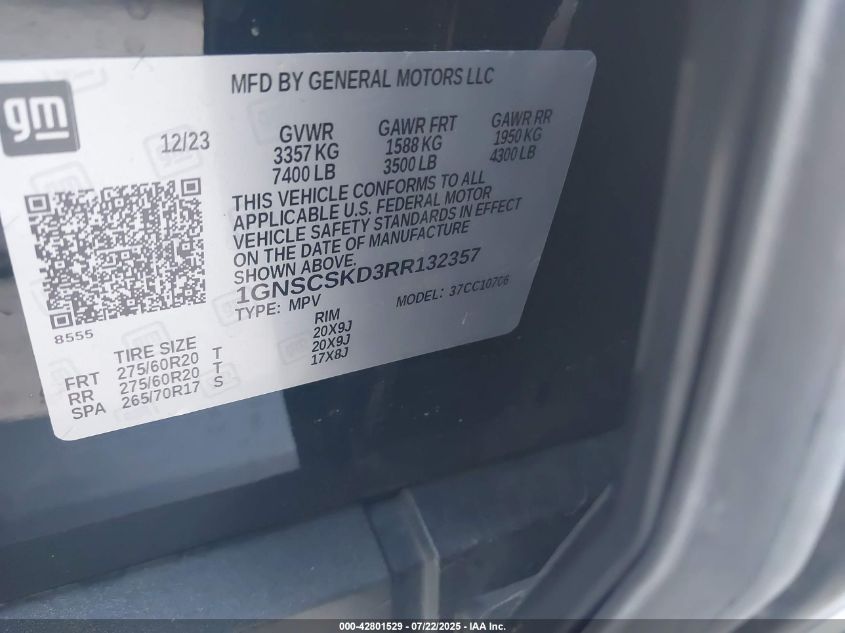 MFD BY GENERAL MOTORS LLC
gm
12/23
GVWR
3357 KG
7400 LB
GAWR FRT
1588 KG
3500 LB
GAWR RR
1950 KG
4300 LB
THIS VEHICLE CONFORMS TO ALL
APPLICABLE U.S. FEDERAL MOTOR
VEHICLE SAFETY STANDARDS IN EFFECT
ON THE DATE OF MANUFACTURE
SHOWN ABOVE.
1GNSCSKD3RR132357
TYPE: MPV
MODEL: 37CC10706
8555
TIRE SIZE
RIM
FRT 275/60R20 T 20X9J
RR 275/60R20 T 20X9J
SPA 265/70R17 S 17X8J
000-42801529 - 07/22/2025 - IAA Inc.